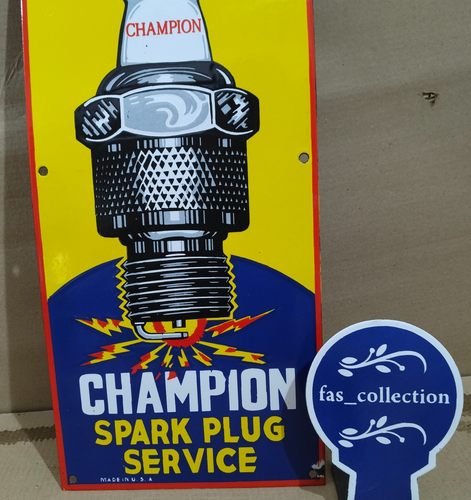 CHAMPION
CHAMPION
SPARK PLUG
SERVICE
MADE IN U. S. A
fas_collection